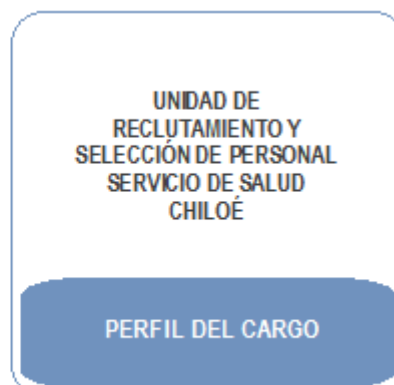 UNIDAD DE
RECLUTAMIENTO Y
SELECCIÓN DE PERSONAL
SERVICIO DE SALUD
CHILOÉ
PERFIL DEL CARGO